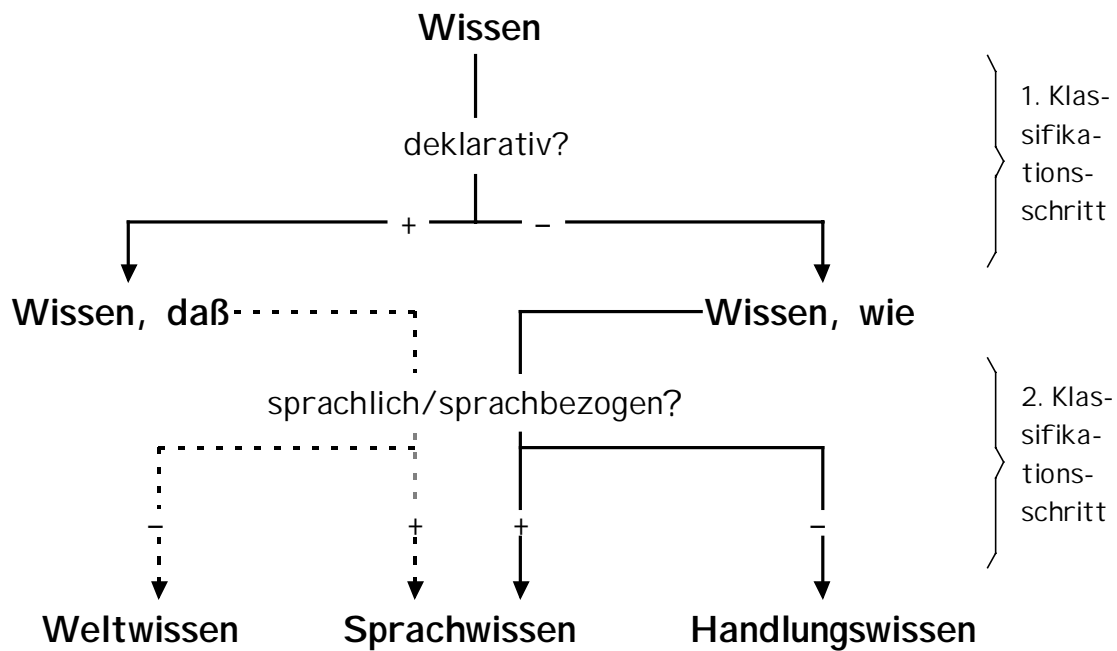 Wissen
deklarativ?
+ –
Wissen, daß Wissen, wie
1. Klas-
sifika-
tions-
schritt
sprachlich/sprachbezogen?
– + + –
2. Klas-
sifika-
tions-
schritt
Weltwissen Sprachwissen Handlungswissen